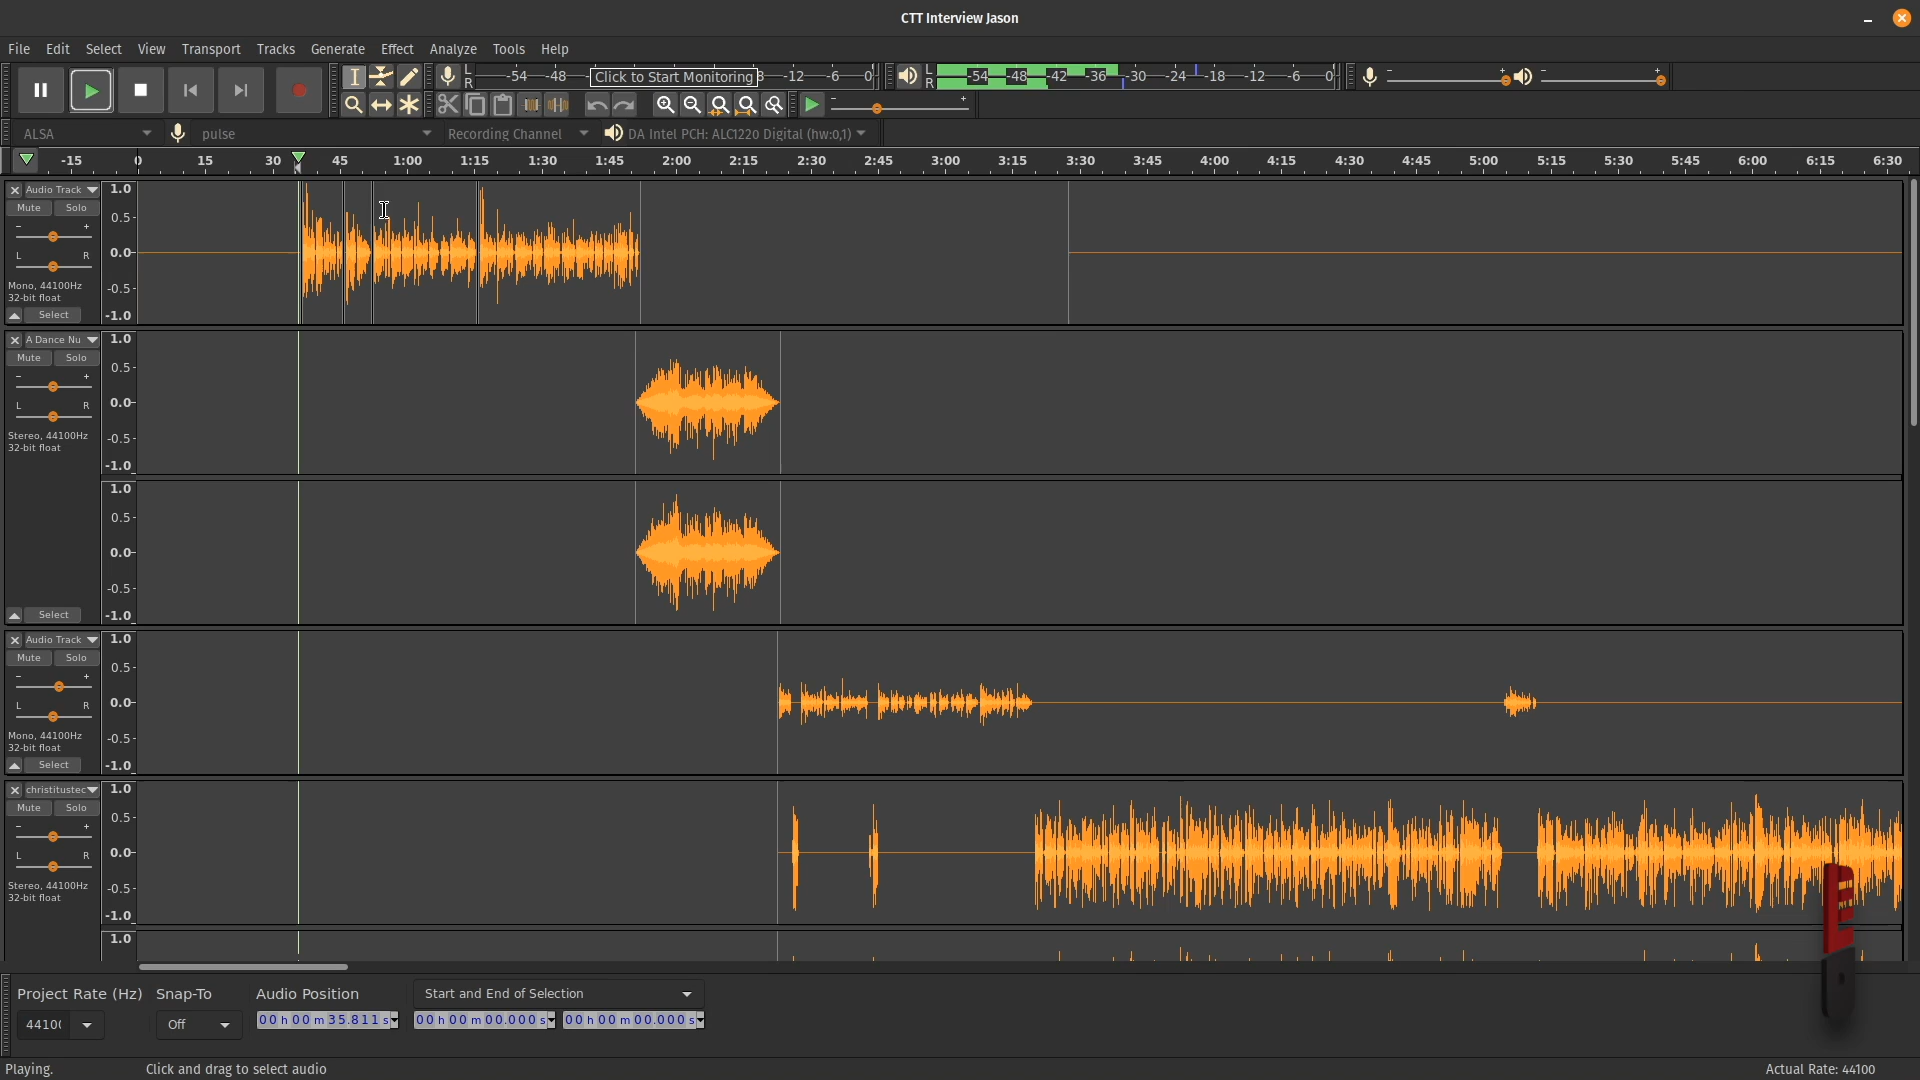 CTT Interview Jason
File Edit Select View Transport Tracks Generate Effect Analyze Tools Help
L
R
-54 -48 Click to Start Monitoring 8 -12 -6 0
L
R
-54 -48 -42 -36 -30 -24 -18 -12 -6 0
ALSA pulse Recording Channel DA Intel PCH: ALC1220 Digital (hw:0,1)
-15 0 15 30 45 1:00 1:15 1:30 1:45 2:00 2:15 2:30 2:45 3:00 3:15 3:30 3:45 4:00 4:15 4:30 4:45 5:00 5:15 5:30 5:45 6:00 6:15 6:30
Audio Track
Mute Solo
- +
L R
Mono, 44100Hz
32-bit float
Select
1.0
0.5
0.0
-0.5
-1.0
A Dance Nu
Mute Solo
- +
L R
Stereo, 44100Hz
32-bit float
Select
1.0
0.5
0.0
-0.5
-1.0
1.0
0.5
0.0
-0.5
-1.0
Audio Track
Mute Solo
- +
L R
Mono, 44100Hz
32-bit float
Select
1.0
0.5
0.0
-0.5
-1.0
christitustec
Mute Solo
- +
L R
Stereo, 44100Hz
32-bit float
1.0
0.5
0.0
-0.5
-1.0
1.0
Project Rate (Hz) Snap-To Audio Position Start and End of Selection
4410 Off 00 h 00 m 35.811 s 00 h 00 m 00.000 s 00 h 00 m 00.000 s
Playing. Click and drag to select audio Actual Rate: 44100